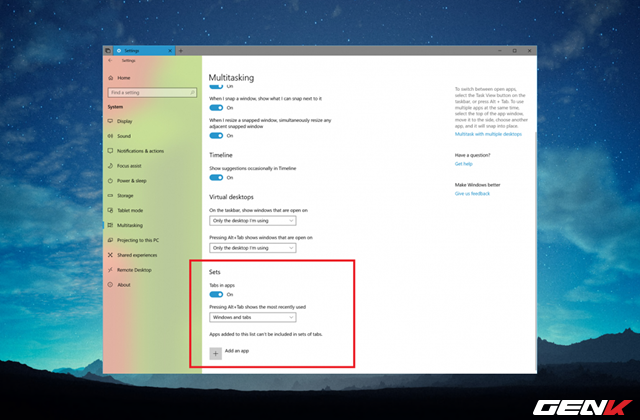 Settings
Settings
Home
Find a setting
System
Display
Sound
Notifications & actions
Focus assist
Power & sleep
Storage
Tablet mode
Multitasking
Projecting to this PC
Shared experiences
Remote Desktop
About
Multitasking
On
When I snap a window, show what I can snap next to it
On
When I resize a snapped window, simultaneously resize any
adjacent snapped window
On
Timeline
Show suggestions occasionally in Timeline
On
Virtual desktops
On the taskbar, show windows that are open on
Only the desktop I'm using
Pressing Alt+Tab shows windows that are open on
Only the desktop I'm using
Sets
Tabs in apps
On
Pressing Alt+Tab shows the most recently used
Windows and tabs
Apps added to this list can't be included in sets of tabs.
Add an app
To switch between open apps,
select the Task View button on the
taskbar, or press Alt + Tab. To use
multiple apps at the same time,
select the top of the app window,
move it to the side, choose another
app, and it will snap into place.
Multitask with multiple desktops
Have a question?
Get help
Make Windows better
Give us feedback
GENK